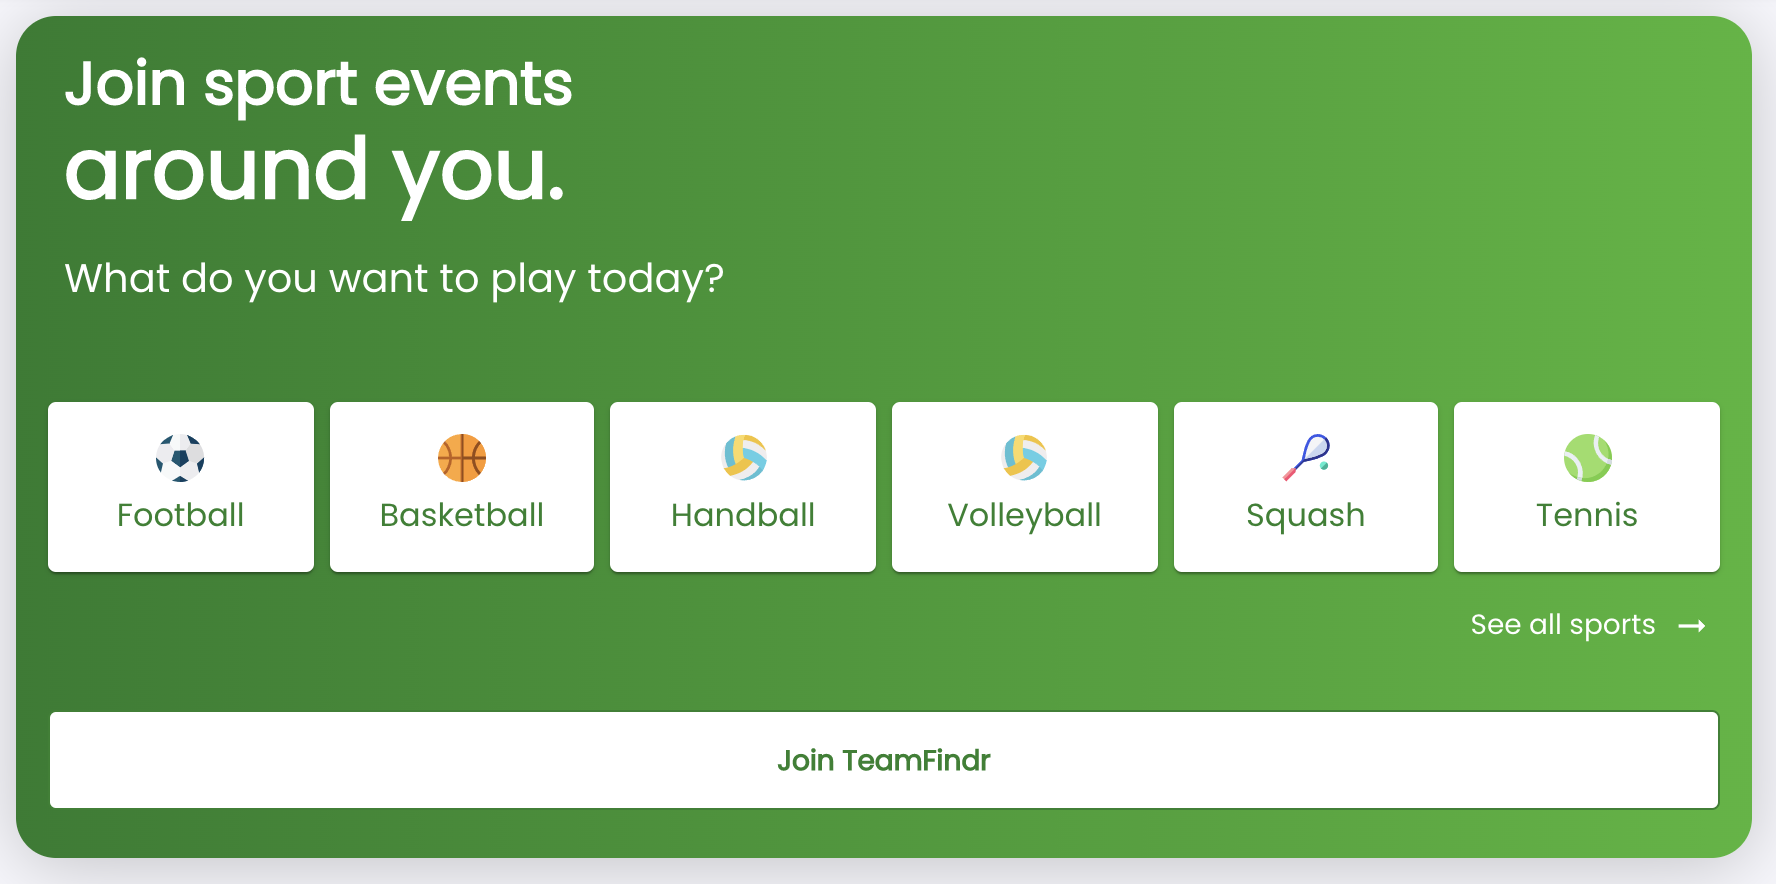 Join sport events
around you.
What do you want to play today?
Football
Basketball
Handball
Volleyball
Squash
Tennis
See all sports →
Join TeamFindr